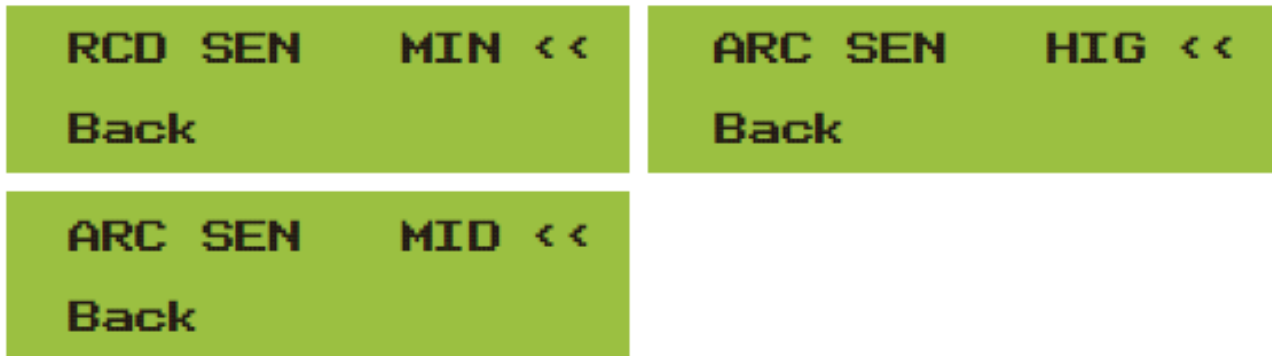 RCD SEN MIN <<
Back
ARC SEN HIG <<
Back
ARC SEN MID <<
Back